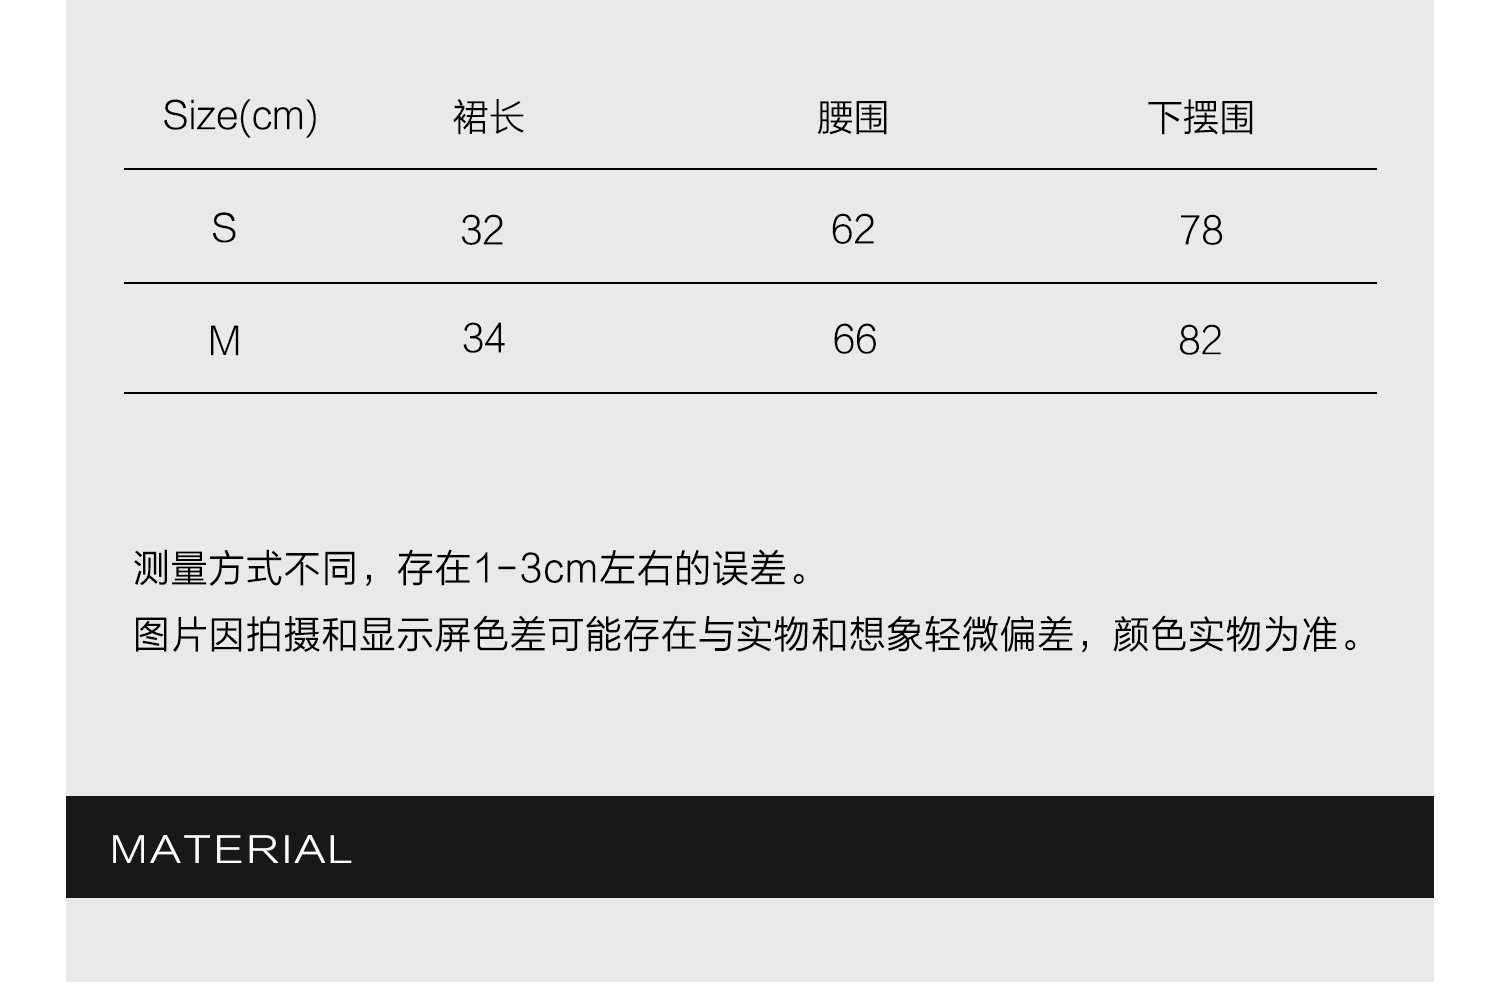 Size(cm) 裙长 腰围 下摆围
S 32 62 78
M 34 66 82
测量方式不同，存在1-3cm左右的误差。
图片因拍摄和显示屏色差可能存在与实物和想象轻微偏差，颜色实物为准。
MATERIAL